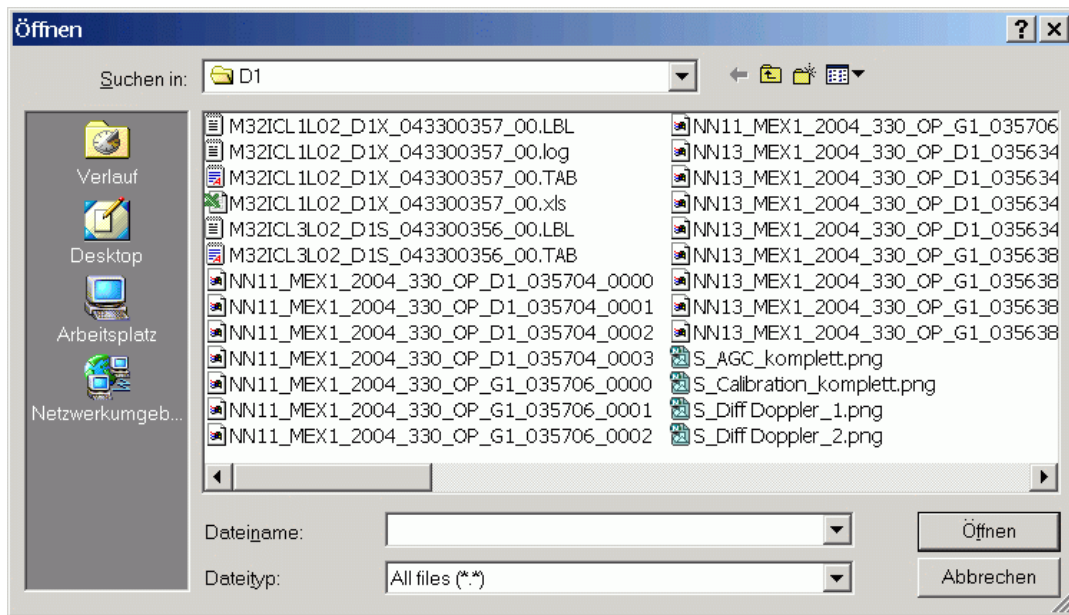 Öffnen
Suchen in:
D1
Verlauf
Desktop
Arbeitsplatz
Netzwerkumgeb...
M32ICL1L02_D1X_043300357_00.LBL
M32ICL1L02_D1X_043300357_00.log
M32ICL1L02_D1X_043300357_00.TAB
M32ICL1L02_D1X_043300357_00.xls
M32ICL3L02_D1S_043300356_00.LBL
M32ICL3L02_D1S_043300356_00.TAB
NN11_MEX1_2004_330_OP_D1_035704_0000
NN11_MEX1_2004_330_OP_D1_035704_0001
NN11_MEX1_2004_330_OP_D1_035704_0002
NN11_MEX1_2004_330_OP_D1_035704_0003
NN11_MEX1_2004_330_OP_G1_035706_0000
NN11_MEX1_2004_330_OP_G1_035706_0001
NN11_MEX1_2004_330_OP_G1_035706_0002
NN11_MEX1_2004_330_OP_G1_035706
NN13_MEX1_2004_330_OP_D1_035634
NN13_MEX1_2004_330_OP_D1_035634
NN13_MEX1_2004_330_OP_D1_035634
NN13_MEX1_2004_330_OP_D1_035634
NN13_MEX1_2004_330_OP_G1_035638
NN13_MEX1_2004_330_OP_G1_035638
NN13_MEX1_2004_330_OP_G1_035638
NN13_MEX1_2004_330_OP_G1_035638
S_AGC_komplett.png
S_Calibration_komplett.png
S_Diff Doppler_1.png
S_Diff Doppler_2.png
Dateiname:
Öffnen
Dateityp:
All files (*.*)
Abbrechen